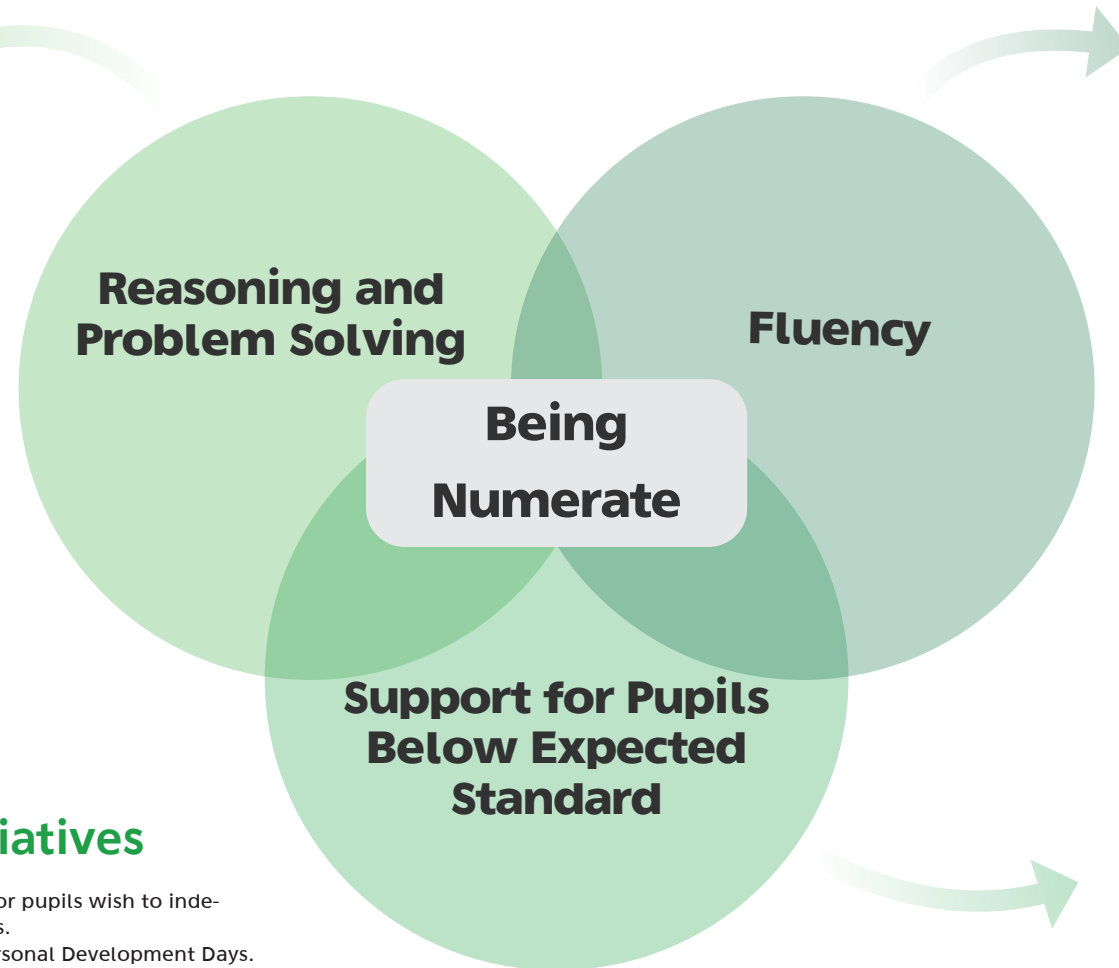 Reasoning and
Problem Solving
Fluency
Being
Numerate
Support for Pupils
Below Expected
Standard
iatives
or pupils wish to inde-
s.
rsonal Development Days.